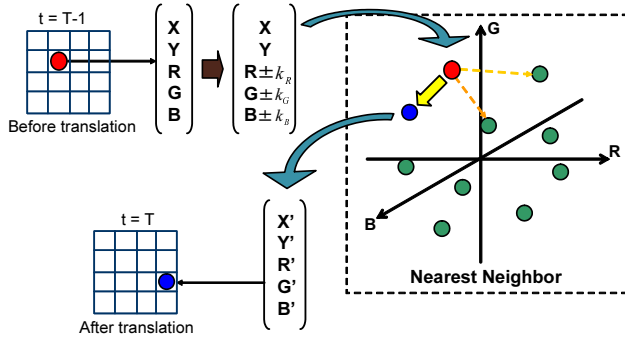 t = T-1
Before translation
X
Y
R
G
B
X
Y
R ± k_R
G ± k_G
B ± k_B
G
R
B
Nearest Neighbor
t = T
After translation
X'
Y'
R'
G'
B'